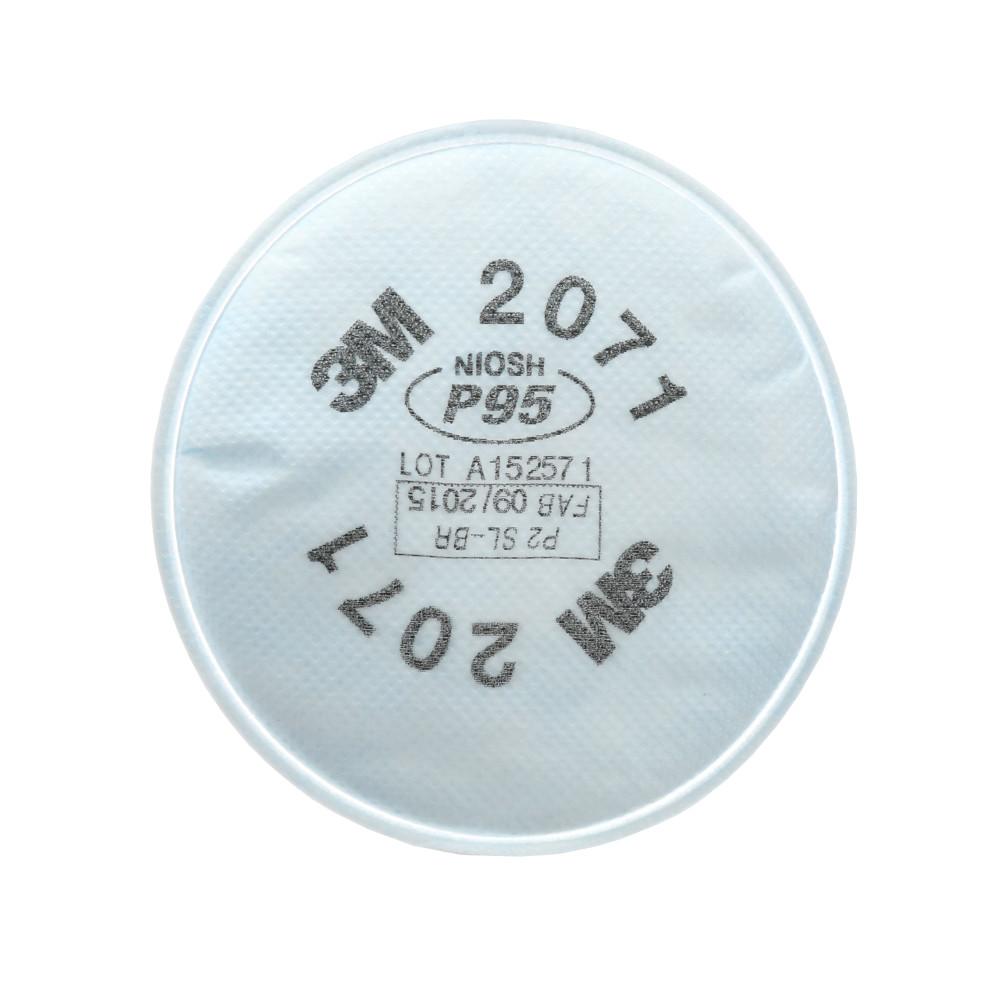 3M 2071
NIOSH
P95
LOT A152571
P2 SL-BR
FAB 09/2015
3M 2071